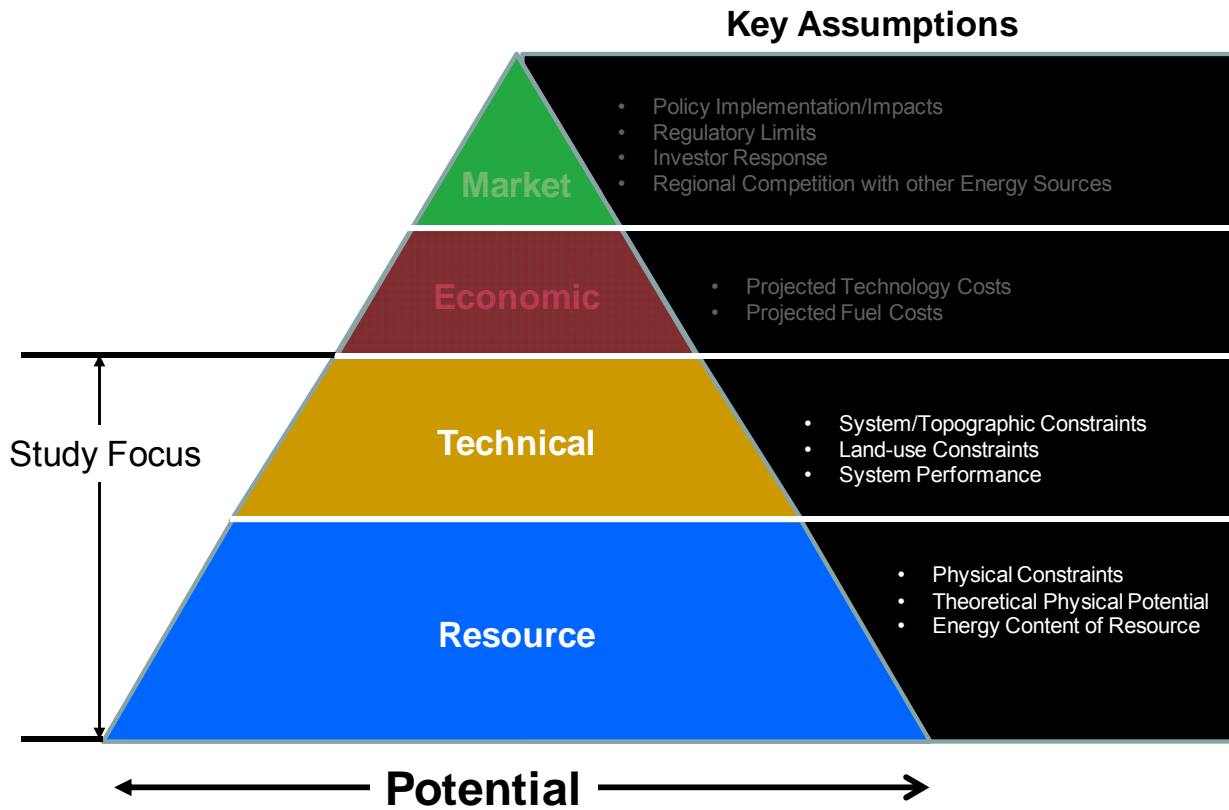 Key Assumptions
• Policy Implementation/Impacts
• Regulatory Limits
• Investor Response
• Regional Competition with other Energy Sources
Market
• Projected Technology Costs
• Projected Fuel Costs
Economic
Study Focus
Technical
• System/Topographic Constraints
• Land-use Constraints
• System Performance
Resource
• Physical Constraints
• Theoretical Physical Potential
• Energy Content of Resource
Potential